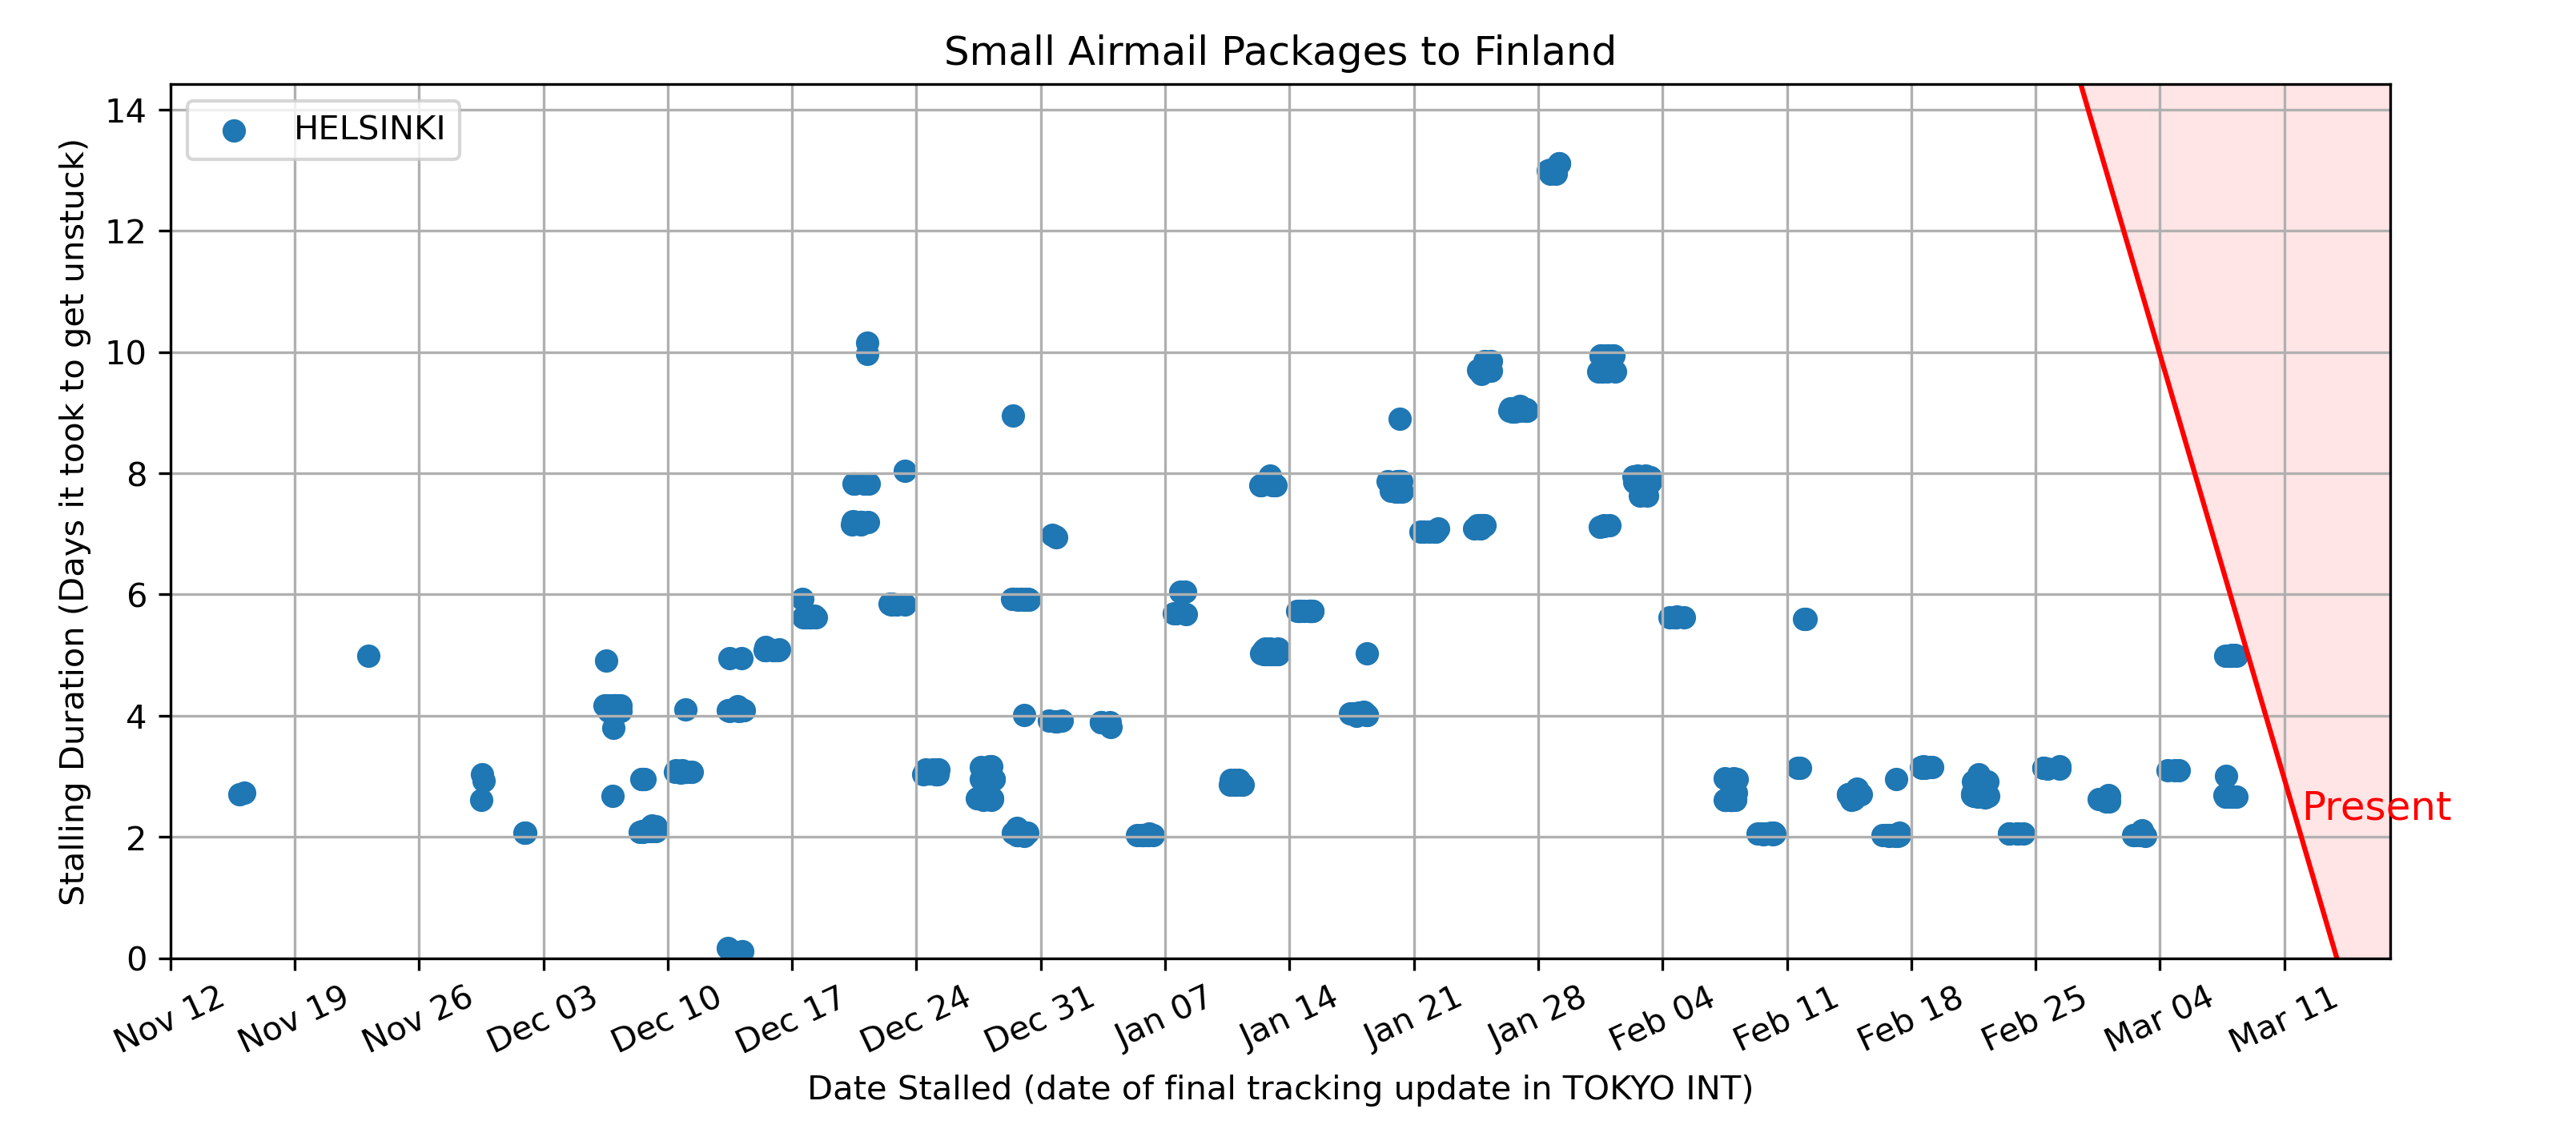 Small Airmail Packages to Finland
HELSINKI
Stalling Duration (Days it took to get unstuck)
14
12
10
8
6
4
2
0
Present
Nov 12
Nov 19
Nov 26
Dec 03
Dec 10
Dec 17
Dec 24
Dec 31
Jan 07
Jan 14
Jan 21
Jan 28
Feb 04
Feb 11
Feb 18
Feb 25
Mar 04
Mar 11
Date Stalled (date of final tracking update in TOKYO INT)